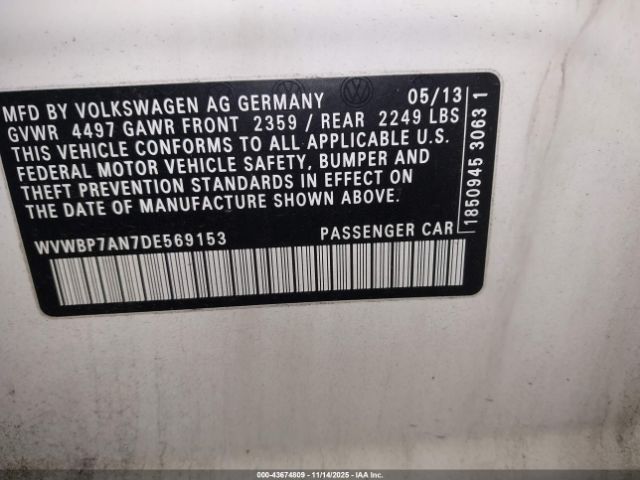 MFD BY VOLKSWAGEN AG GERMANY 05/13
GVWR 4497 GAWR FRONT 2359 / REAR 2249 LBS
THIS VEHICLE CONFORMS TO ALL APPLICABLE U.S.
FEDERAL MOTOR VEHICLE SAFETY, BUMPER AND
THEFT PREVENTION STANDARDS IN EFFECT ON
THE DATE OF MANUFACTURE SHOWN ABOVE.
WVWBP7AN7DE569153 PASSENGER CAR
1850945 30631
000-43674809 | 11/14/2025 | IAA Inc.